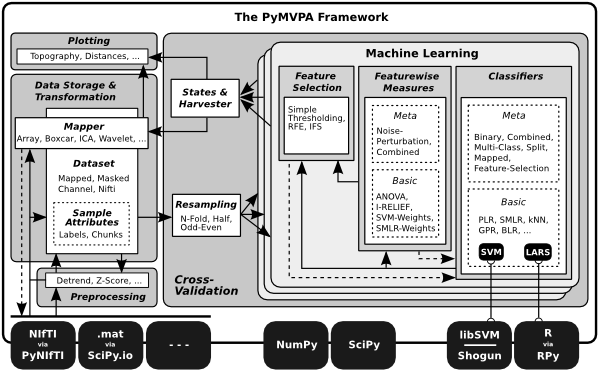 The PyMVPA Framework
Plotting
Topography, Distances, ...
Data Storage &
Transformation
Mapper
Array, Boxcar, ICA, Wavelet, ...
Dataset
Mapped, Masked
Channel, Nifti
Sample
Attributes
Labels, Chunks
Detrend, Z-Score, ...
Preprocessing
States &
Harvester
Resampling
N-Fold, Half,
Odd-Even
Cross-
Validation
Machine Learning
Feature
Selection
Simple
Thresholding,
RFE, IFS
Featurewise
Measures
Meta
Noise-
Perturbation,
Combined
Basic
ANOVA,
I-RELIEF,
SVM-Weights,
SMLR-Weights
Classifiers
Meta
Binary, Combined,
Multi-Class, Split,
Mapped,
Feature-Selection
Basic
PLR, SMLR, kNN,
GPR, BLR, ...
SVM
LARS
NIfTI
via
PyNIfTI
.mat
via
SciPy.io
- - -
NumPy
SciPy
libSVM
Shogun
R
via
RPy